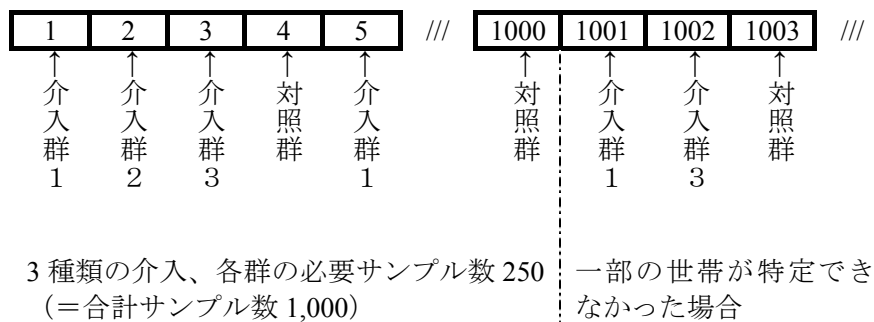 1 2 3 4 5 /// 1000 1001 1002 1003 ///
↑介入群1
↑介入群2
↑介入群3
↑対照群
↑介入群1
↑対照群
↑介入群1
↑介入群3
↑対照群
3種類の介入、各群の必要サンプル数250
(=合計サンプル数1,000)
一部の世帯が特定でき
なかった場合